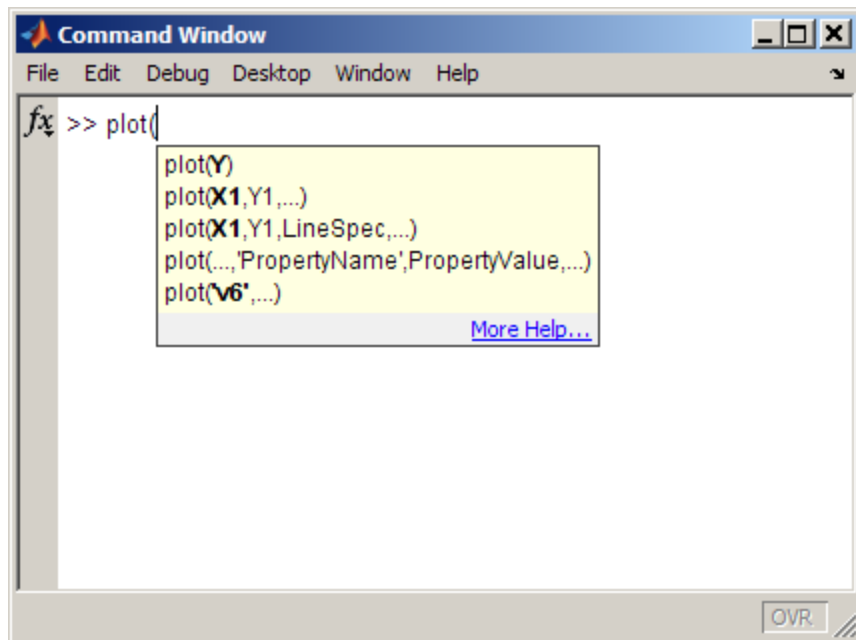 Command Window
File Edit Debug Desktop Window Help
fx >> plot(
plot(Y)
plot(X1,Y1,...)
plot(X1,Y1,LineSpec,...)
plot(...,'PropertyName',PropertyValue,...)
plot('v6',...)
More Help...
OVR